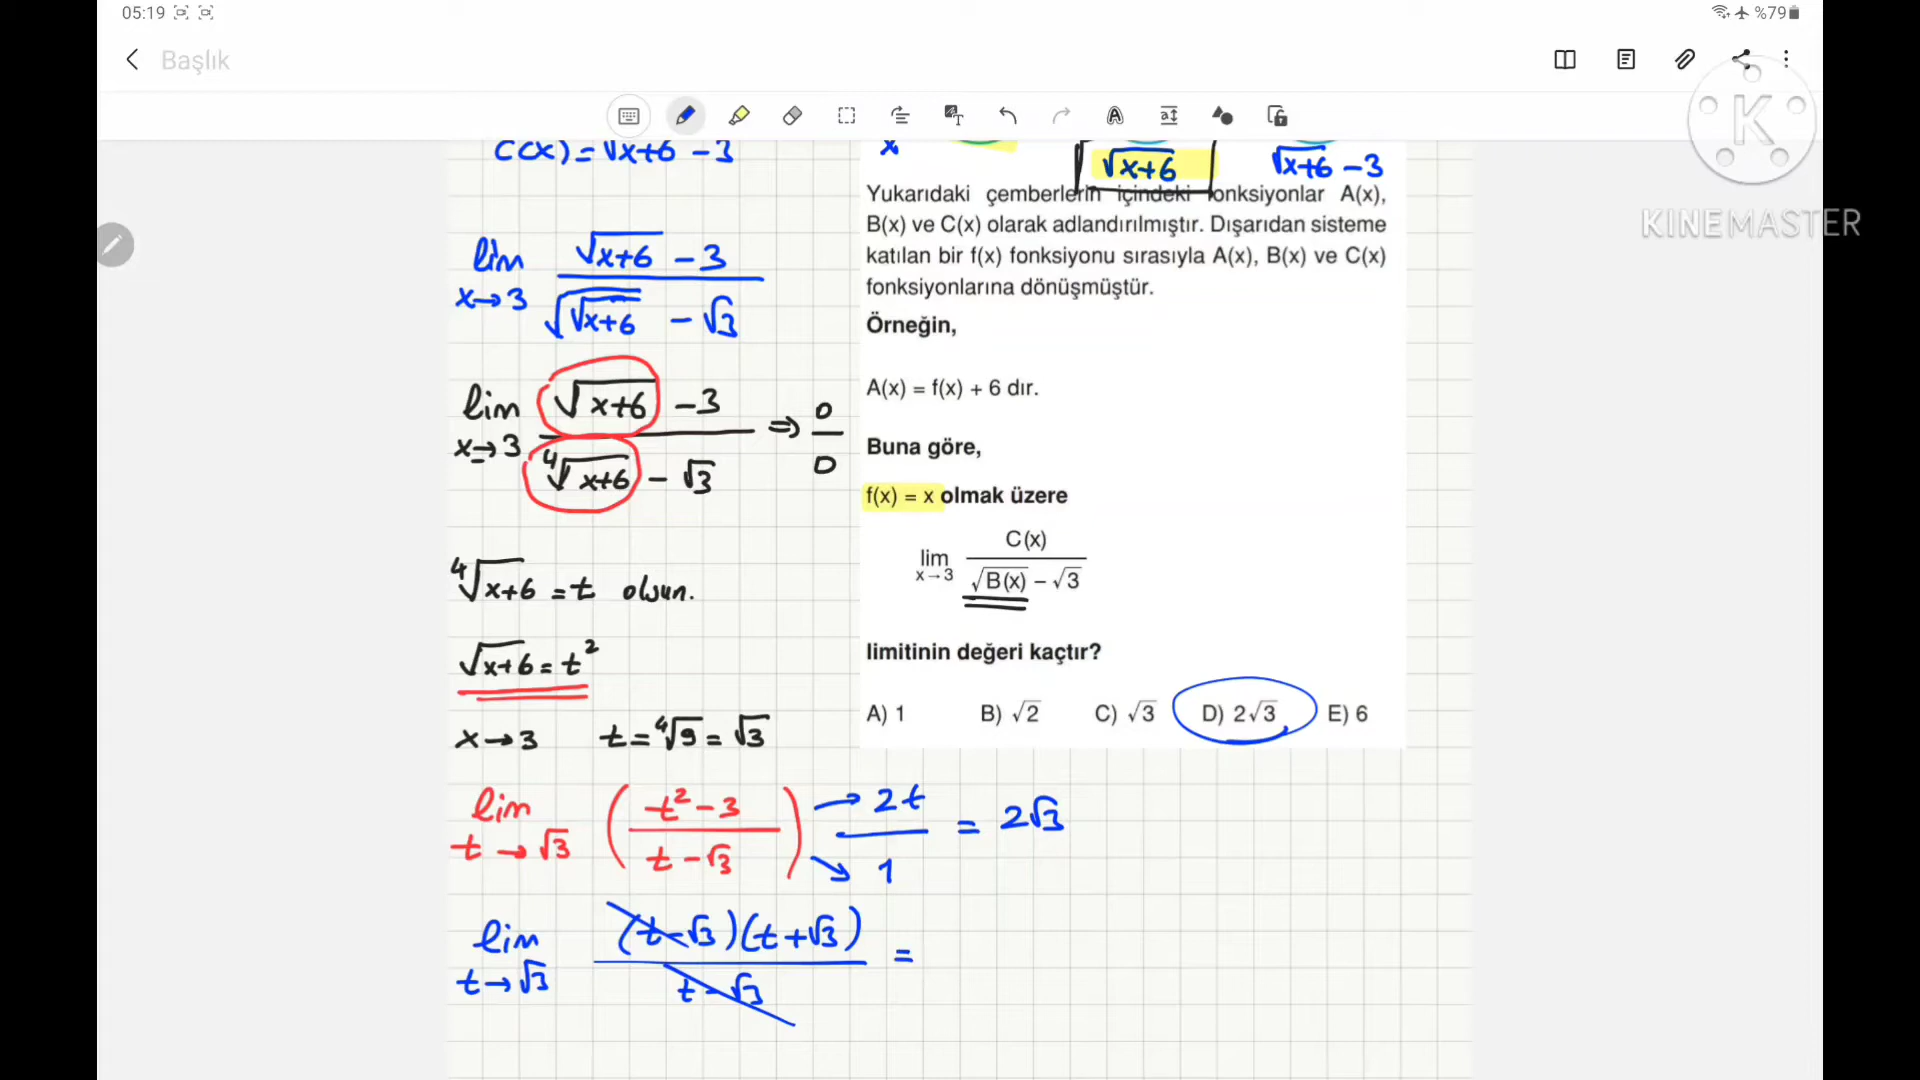 05:19
%79
Başlık
KINEMASTER
C(x) = √x+6 - 3
x
√x+6
√x+6 - 3
Yukarıdaki çemberlerin içindeki fonksiyonlar A(x),
B(x) ve C(x) olarak adlandırılmıştır. Dışarıdan sisteme
katılan bir f(x) fonksiyonu sırasıyla A(x), B(x) ve C(x)
fonksiyonlarına dönüşmüştür.
Örneğin,
A(x) = f(x) + 6 dır.
Buna göre,
f(x) = x olmak üzere
lim x→3 C(x) / √B(x) – √3
limitinin değeri kaçtır?
A) 1 B) √2 C) √3 D) 2√3 E) 6
lim x→3 √x+6 - 3 / √√x+6 - √3
lim x→3 √x+6 - 3 / ⁴√x+6 - √3 ⇒ 0/0
⁴√x+6 = t olsun.
√x+6 = t²
x→3 t = ⁴√9 = √3
lim t→√3 (t² - 3 / t - √3) → 2t / → 1 = 2√3
lim t→√3 (t-√3)(t+√3) / t-√3 =